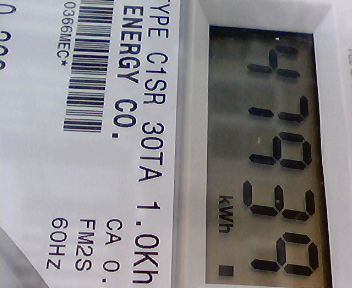 47939
kWh
TYPE C1SR 30TA 1.0Kh
ENERGY CO. CA 0.
FM2S
0366MEC* 60HZ